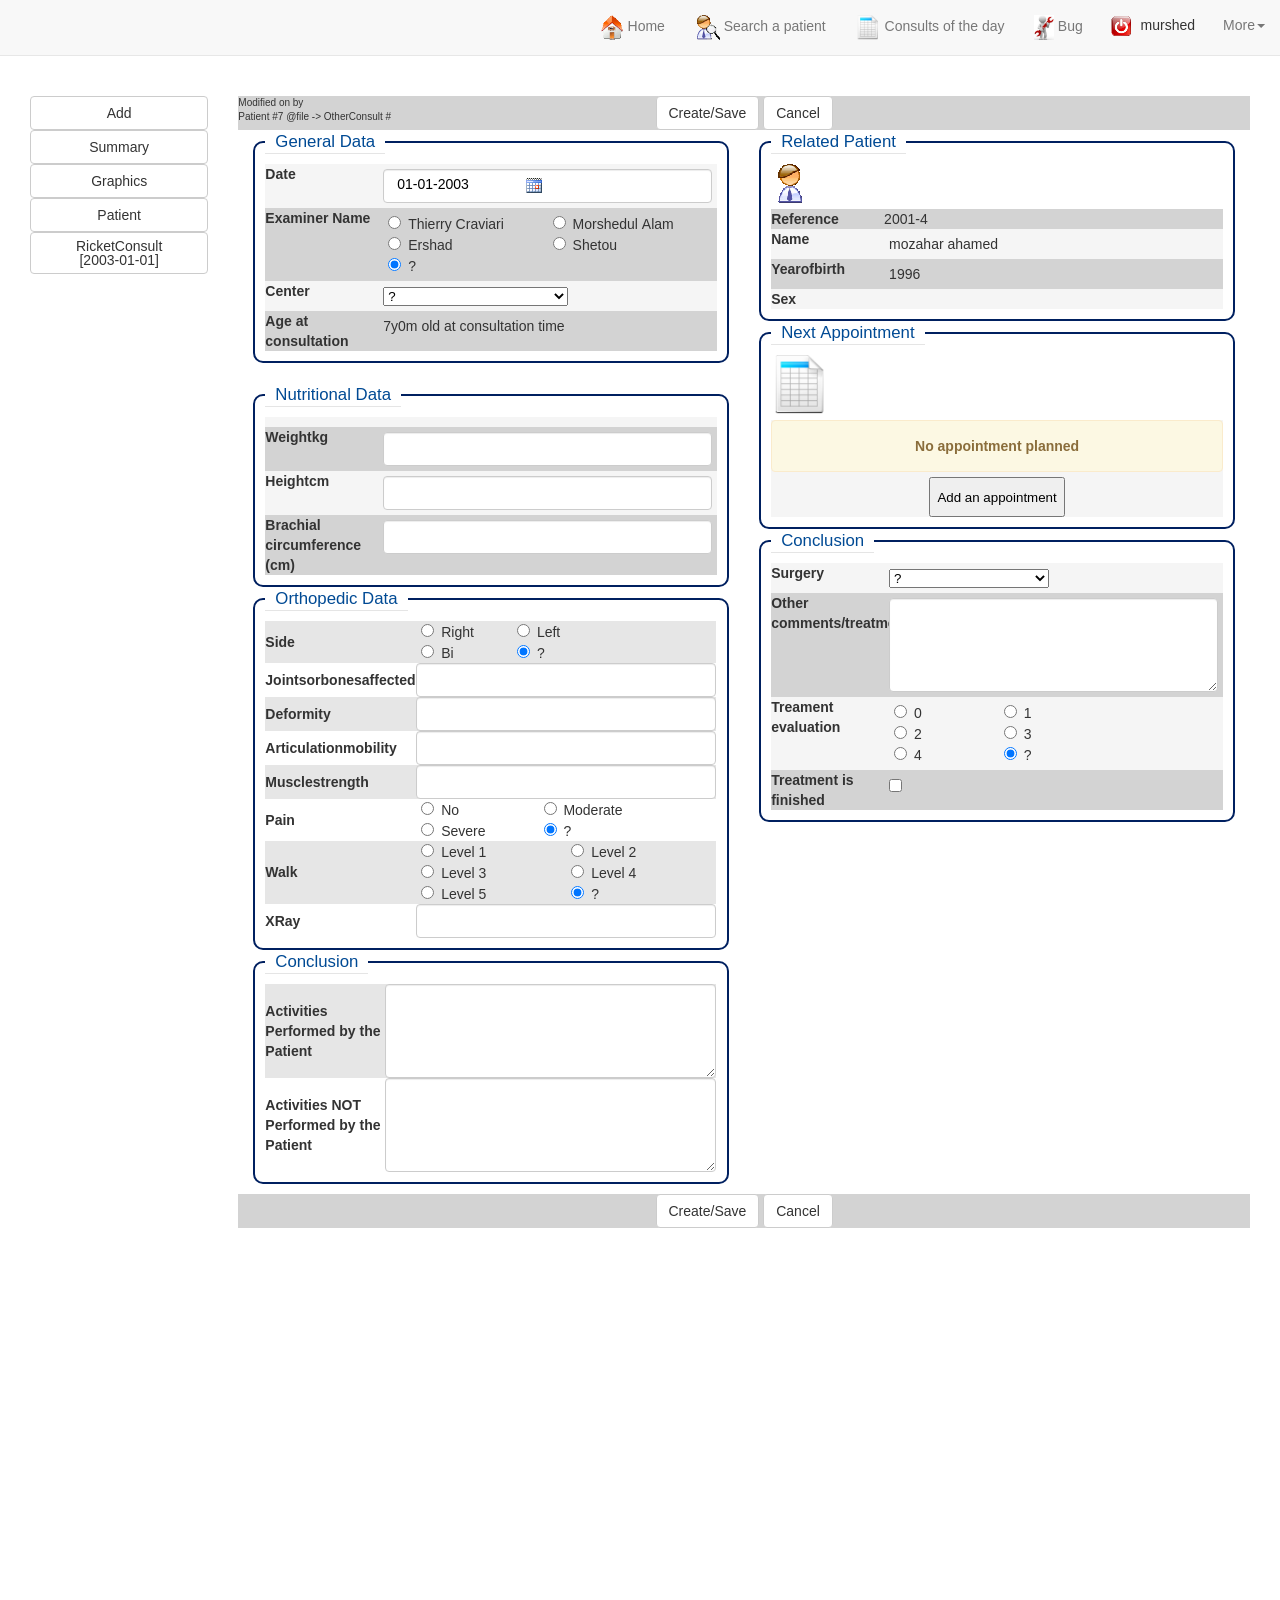 Home Search a patient Consults of the day Bug murshed More
Add
Summary
Graphics
Patient
RicketConsult
[2003-01-01]
Modified on by
Patient #7 @file -> OtherConsult #
Create/Save Cancel
General Data
Date 01-01-2003
Examiner Name Thierry Craviari Morshedul Alam
Ershad Shetou
?
Center ?
Age at
consultation
7y0m old at consultation time
Nutritional Data
Weightkg
Heightcm
Brachial
circumference
(cm)
Orthopedic Data
Side Right Left
Bi ?
Jointsorbonesaffected
Deformity
Articulationmobility
Musclestrength
Pain No Moderate
Severe ?
Walk Level 1 Level 2
Level 3 Level 4
Level 5 ?
XRay
Conclusion
Activities
Performed by the
Patient
Activities NOT
Performed by the
Patient
Related Patient
Reference 2001-4
Name mozahar ahamed
Yearofbirth 1996
Sex
Next Appointment
No appointment planned
Add an appointment
Conclusion
Surgery ?
Other
comments/treatm
Treament
evaluation
0 1
2 3
4 ?
Treatment is
finished
Create/Save Cancel